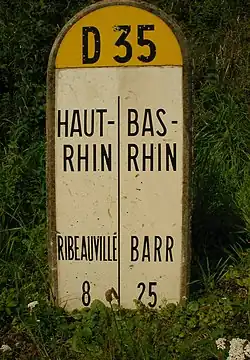 D 35
HAUT-
RHIN
RIBEAUVILLÉ
8
BAS-
RHIN
BARR
25